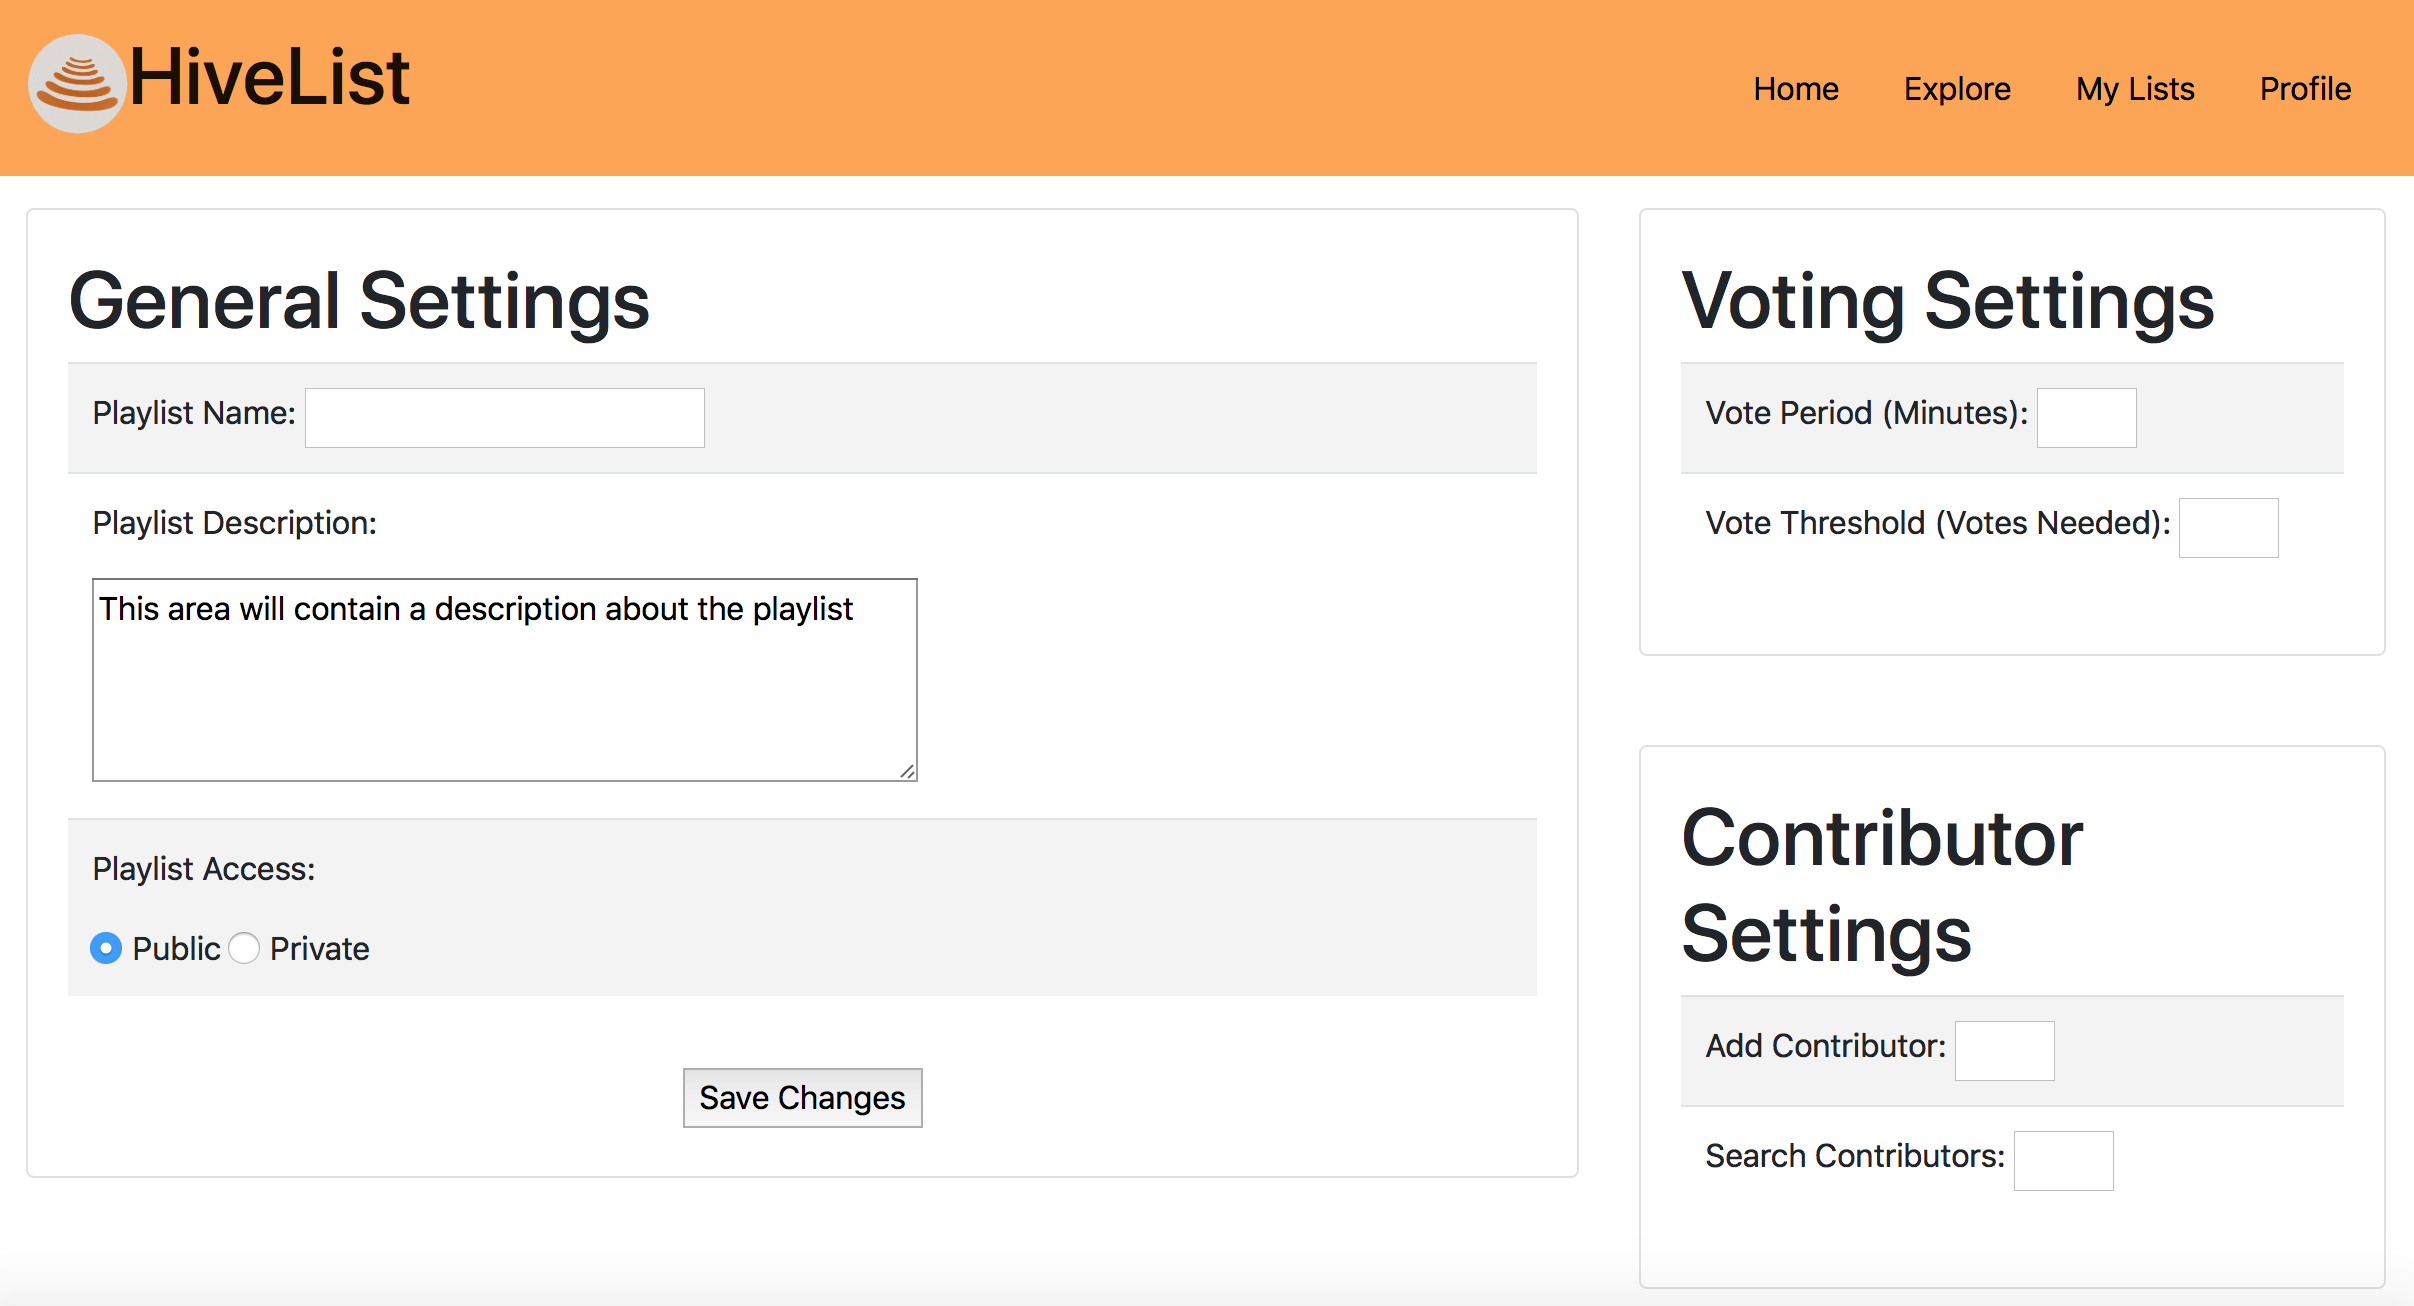 HiveList
Home Explore My Lists Profile
General Settings
Playlist Name:
Playlist Description:
This area will contain a description about the playlist
Playlist Access:
Public Private
Save Changes
Voting Settings
Vote Period (Minutes):
Vote Threshold (Votes Needed):
Contributor
Settings
Add Contributor:
Search Contributors: